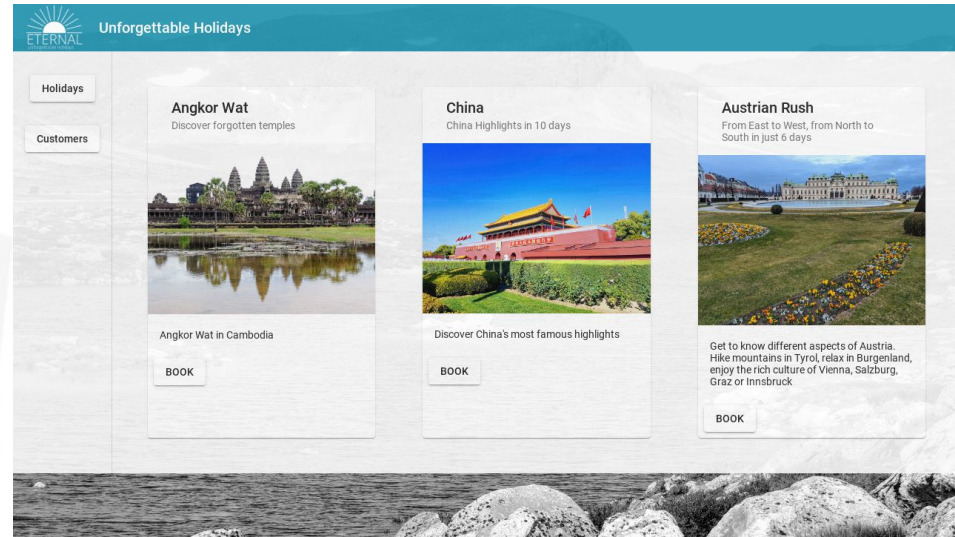 ETERNAL
Unforgettable Holidays
Unforgettable Holidays
Holidays
Customers
Angkor Wat
Discover forgotten temples
Angkor Wat in Cambodia
BOOK
China
China Highlights in 10 days
Discover China's most famous highlights
BOOK
Austrian Rush
From East to West, from North to
South in just 6 days
Get to know different aspects of Austria.
Hike mountains in Tyrol, relax in Burgenland,
enjoy the rich culture of Vienna, Salzburg,
Graz or Innsbruck
BOOK